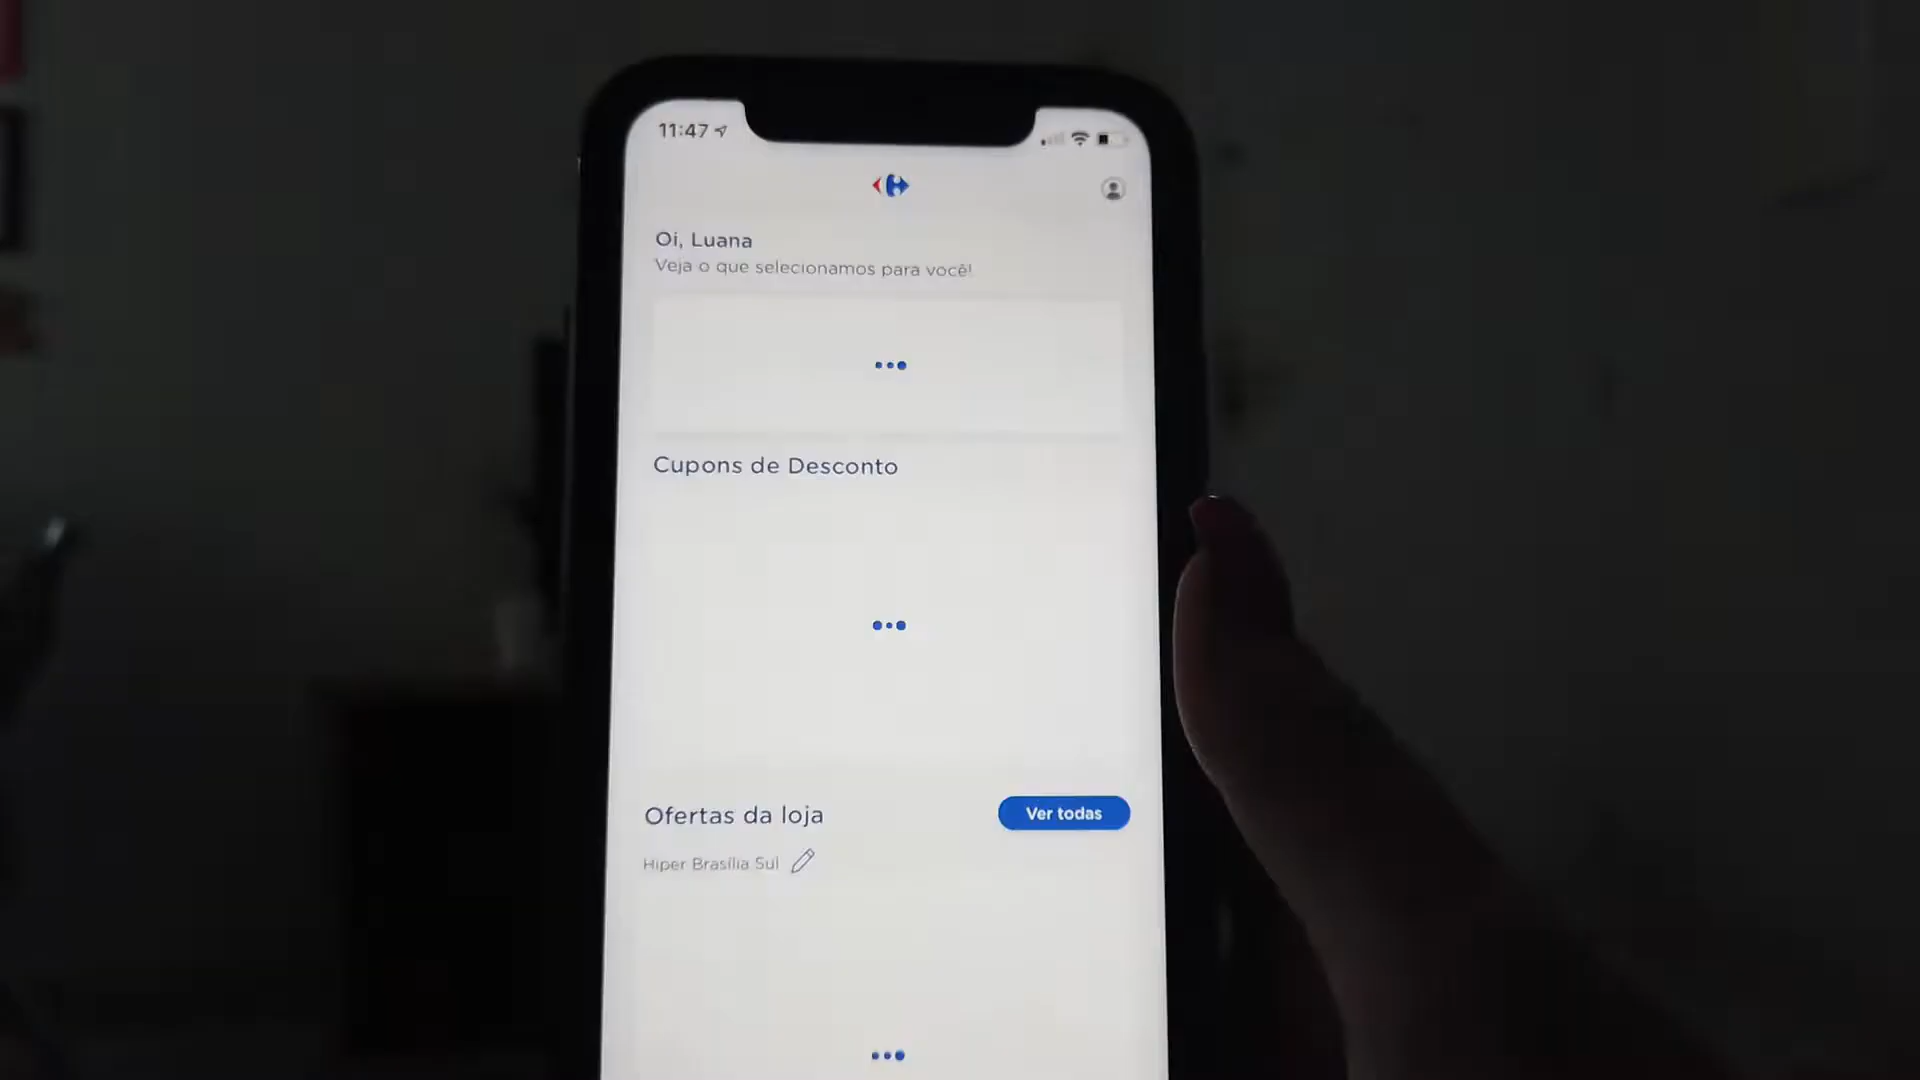 11:47
Oi, Luana
Veja o que selecionamos para você!
Cupons de Desconto
Ofertas da loja
Ver todas
Hiper Brasília Sul